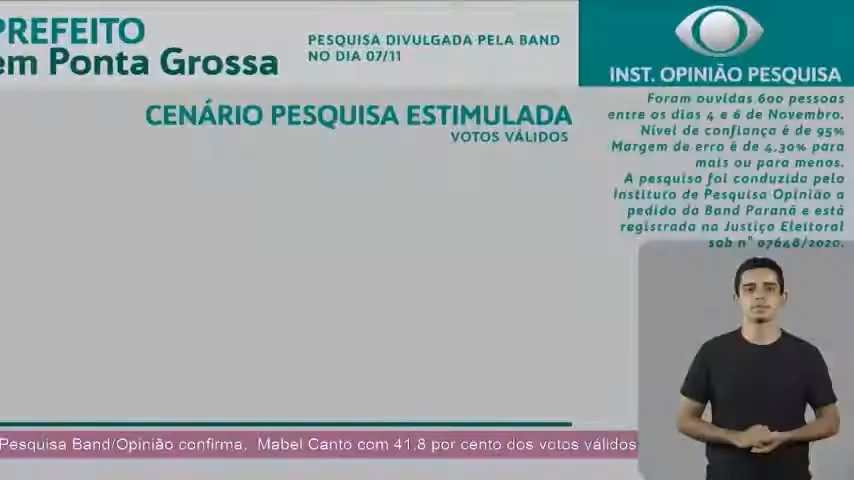 PREFEITO
em Ponta Grossa
PESQUISA DIVULGADA PELA BAND
NO DIA 07/11
INST. OPINIÃO PESQUISA
CENÁRIO PESQUISA ESTIMULADA
VOTOS VÁLIDOS
Foram ouvidas 600 pessoas
entre os dias 4 e 6 de Novembro.
Nível de confiança é de 95%
Margem de erro é de 4,30% para
mais ou para menos.
A pesquisa foi conduzida pelo
Instituto de Pesquisa Opinião a
pedido da Band Paraná e está
registrada na Justiço Eleitoral
sob n° 07648/2020.
Pesquisa Band/Opinião confirma, Mabel Canto com 41,8 por cento dos votos válidos